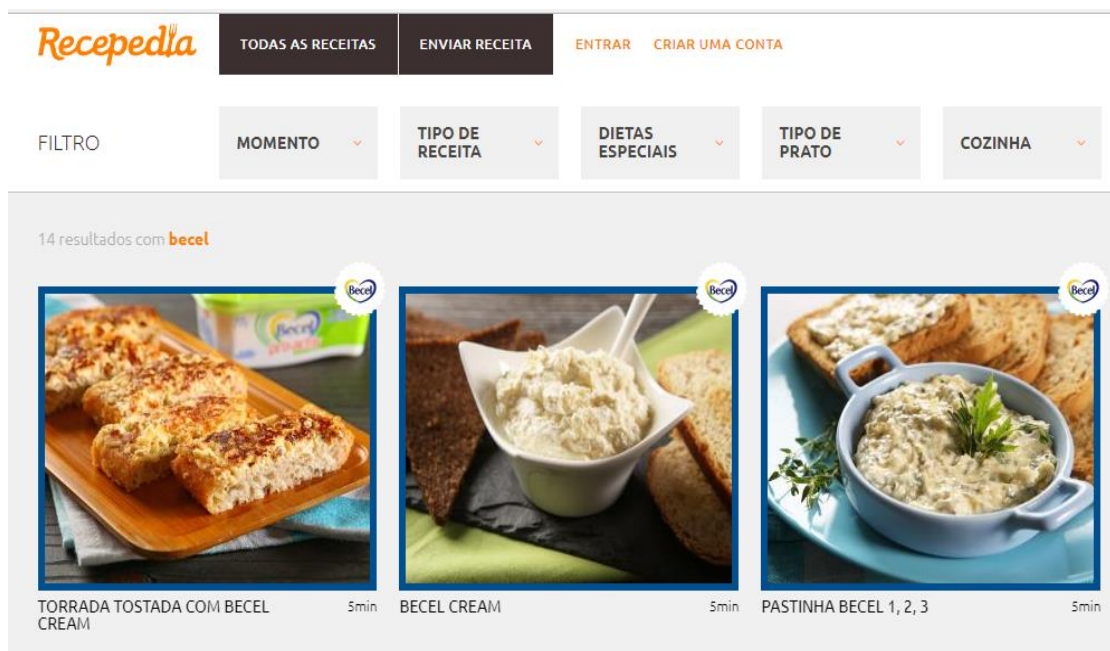 Recepedia
TODAS AS RECEITAS
ENVIAR RECEITA
ENTRAR
CRIAR UMA CONTA
FILTRO
MOMENTO
TIPO DE
RECEITA
DIETAS
ESPECIAIS
TIPO DE
PRATO
COZINHA
14 resultados com becel
Becel
Becel
Becel
Becel
TORRADA TOSTADA COM BECEL
CREAM
5min
BECEL CREAM
5min
PASTINHA BECEL 1, 2, 3
5min